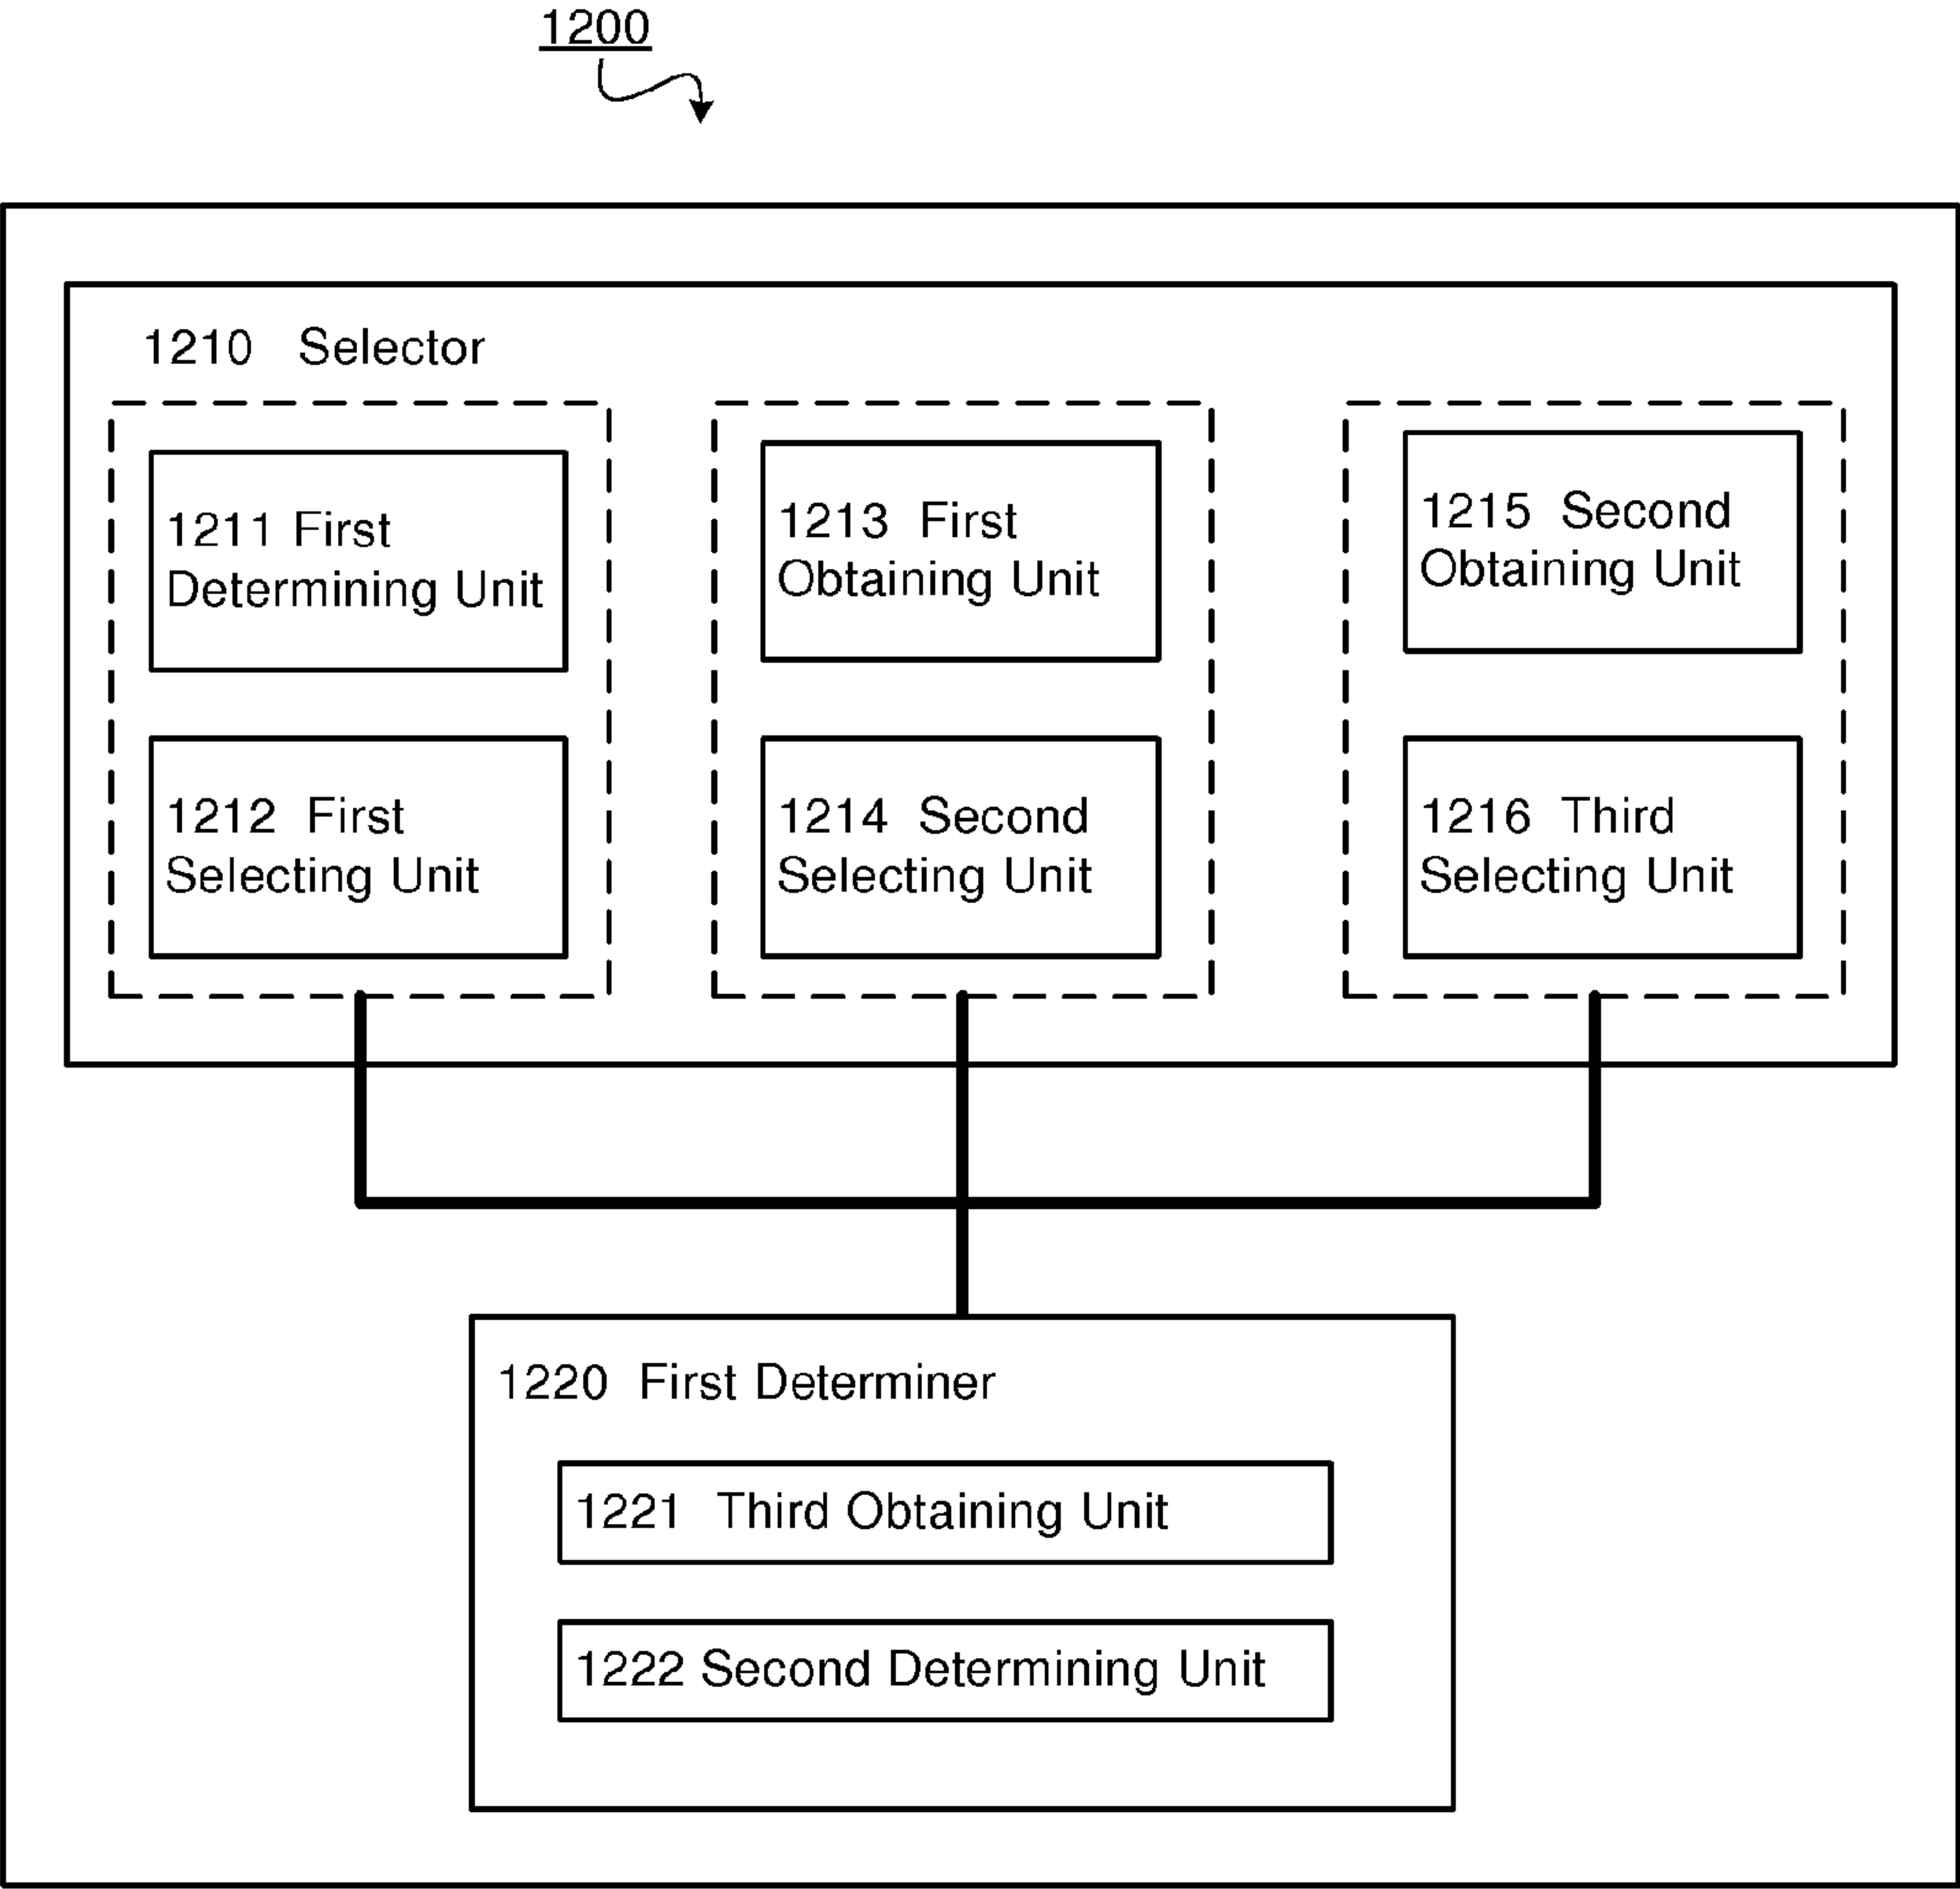 1200
1210 Selector
1211 First
Determining Unit
1212 First
Selecting Unit
1213 First
Obtaining Unit
1214 Second
Selecting Unit
1215 Second
Obtaining Unit
1216 Third
Selecting Unit
1220 First Determiner
1221 Third Obtaining Unit
1222 Second Determining Unit